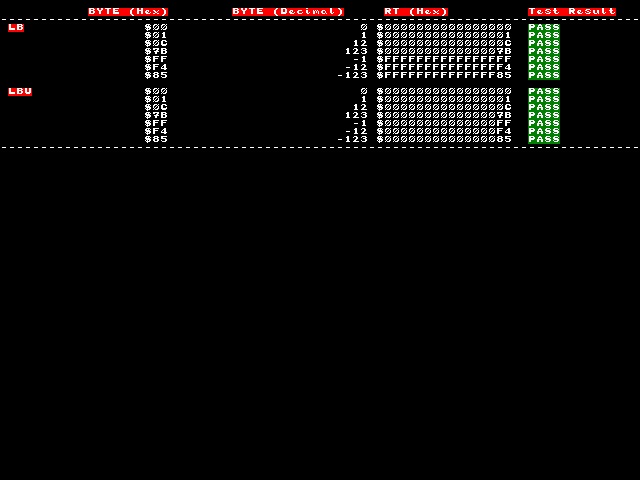 BYTE (Hex) BYTE (Decimal) RT (Hex) Test Result
--------------------------------------------------------------------------------
LB $00 0 $0000000000000000 PASS
$01 1 $0000000000000001 PASS
$0C 12 $000000000000000C PASS
$7B 123 $000000000000007B PASS
$FF -1 $FFFFFFFFFFFFFFFF PASS
$F4 -12 $FFFFFFFFFFFFFFF4 PASS
$85 -123 $FFFFFFFFFFFFFF85 PASS
LBU $00 0 $0000000000000000 PASS
$01 1 $0000000000000001 PASS
$0C 12 $000000000000000C PASS
$7B 123 $000000000000007B PASS
$FF -1 $00000000000000FF PASS
$F4 -12 $00000000000000F4 PASS
$85 -123 $0000000000000085 PASS
--------------------------------------------------------------------------------